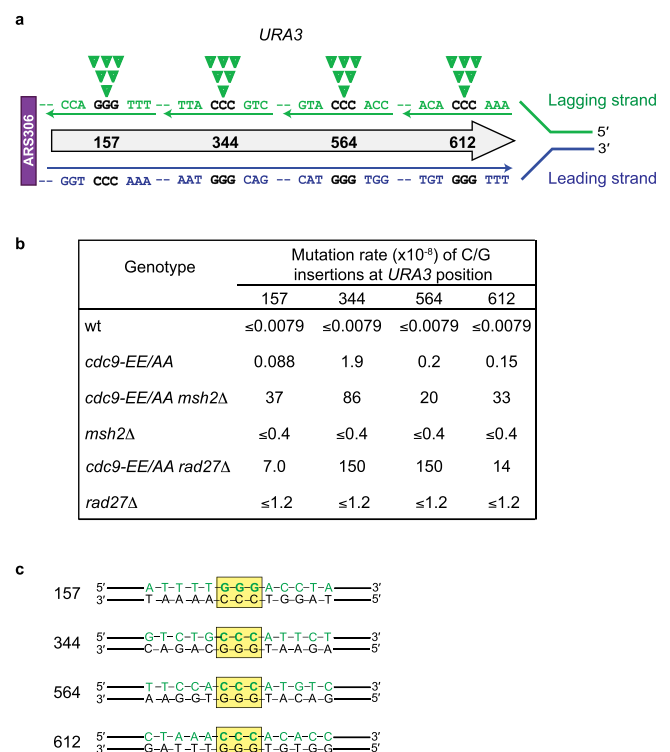 a
URA3
-- CCA GGG TTT -- TTA CCC GTC -- GTA CCC ACC -- ACA CCC AAA
Lagging strand
ARS306
157 344 564 612
5′
3′
-- GGT CCC AAA -- AAT GGG CAG -- CAT GGG TGG -- TGT GGG TTT
Leading strand
b
Genotype
Mutation rate (x10-8) of C/G
insertions at URA3 position
157 344 564 612
wt ≤0.0079 ≤0.0079 ≤0.0079 ≤0.0079
cdc9-EE/AA 0.088 1.9 0.2 0.15
cdc9-EE/AA msh2Δ 37 86 20 33
msh2Δ ≤0.4 ≤0.4 ≤0.4 ≤0.4
cdc9-EE/AA rad27Δ 7.0 150 150 14
rad27Δ ≤1.2 ≤1.2 ≤1.2 ≤1.2
c
157
5′ A-T-T-T-T-G-G-G-A-C-C-T-A 3′
3′ T-A-A-A-A-C-C-C-T-G-G-A-T 5′
344
5′ G-T-C-T-G-C-C-C-A-T-T-C-T 3′
3′ C-A-G-A-C-G-G-G-T-A-A-G-A 5′
564
5′ T-T-C-C-A-C-C-C-A-T-G-T-C 3′
3′ A-A-G-G-T-G-G-G-T-A-C-A-G 5′
612
5′ C-T-A-A-A-C-C-C-A-C-A-C-C 3′
3′ G-A-T-T-T-G-G-G-T-G-T-G-G 5′